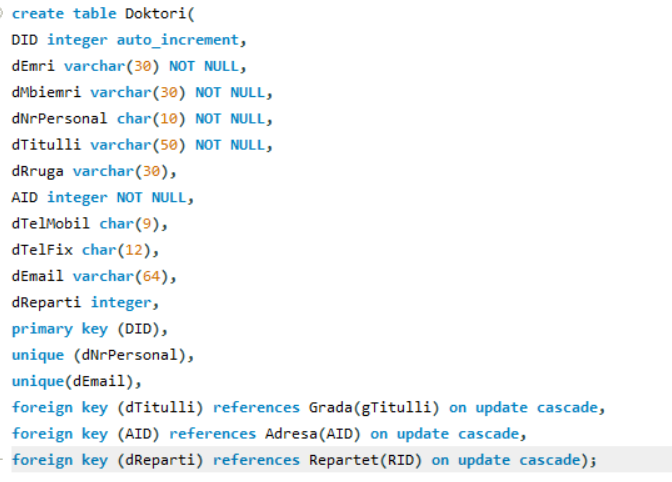 create table Doktori(
DID integer auto_increment,
dEmri varchar(30) NOT NULL,
dMbiemri varchar(30) NOT NULL,
dNrPersonal char(10) NOT NULL,
dTitulli varchar(50) NOT NULL,
dRruga varchar(30),
AID integer NOT NULL,
dTelMobil char(9),
dTelFix char(12),
dEmail varchar(64),
dReparti integer,
primary key (DID),
unique (dNrPersonal),
unique(dEmail),
foreign key (dTitulli) references Grada(gTitulli) on update cascade,
foreign key (AID) references Adresa(AID) on update cascade,
foreign key (dReparti) references Repartet(RID) on update cascade);